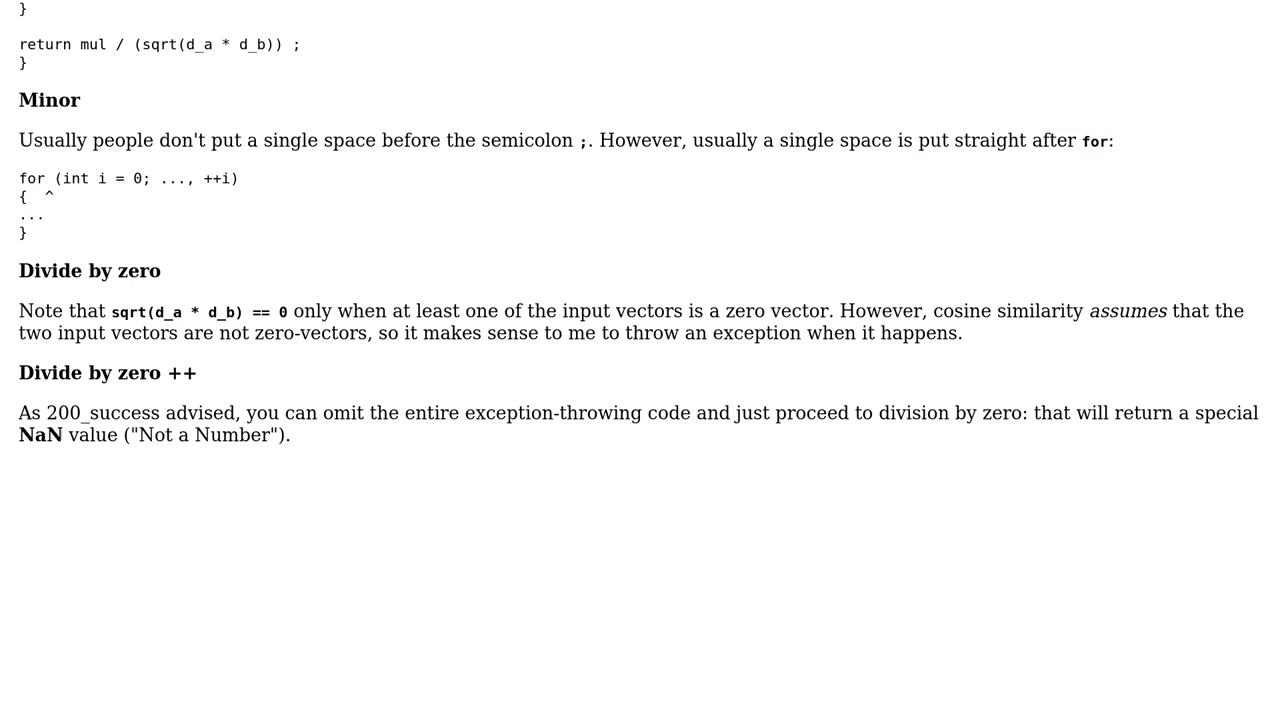 }
return mul / (sqrt(d_a * d_b)) ;
}
Minor
Usually people don't put a single space before the semicolon ;. However, usually a single space is put straight after for:
for (int i = 0; ..., ++i)
{  ^
...
}
Divide by zero
Note that sqrt(d_a * d_b) == 0 only when at least one of the input vectors is a zero vector. However, cosine similarity assumes that the
two input vectors are not zero-vectors, so it makes sense to me to throw an exception when it happens.
Divide by zero ++
As 200_success advised, you can omit the entire exception-throwing code and just proceed to division by zero: that will return a special
NaN value ("Not a Number").